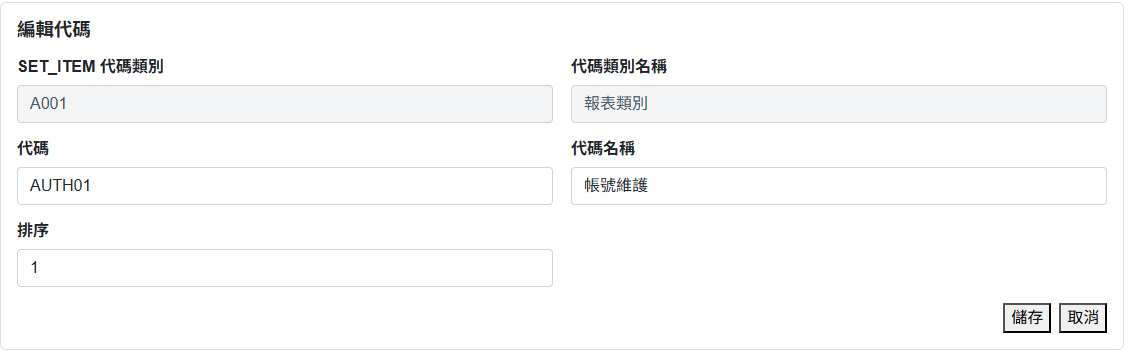 編輯代碼
SET_ITEM 代碼類別
代碼類別名稱
A001
報表類別
代碼
代碼名稱
AUTH01
帳號維護
排序
1
儲存
取消